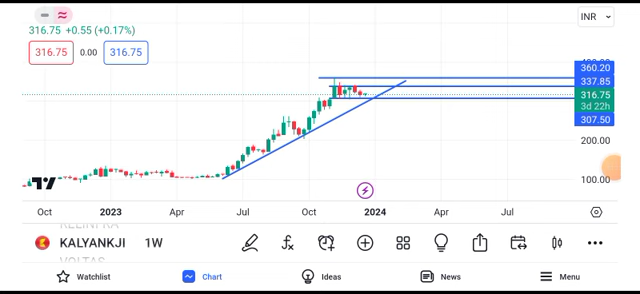 INR
316.75 +0.55 (+0.17%)
316.75 0.00 316.75
360.20
337.85
316.75
3d 22h
307.50
200.00
100.00
Oct 2023 Apr Jul Oct 2024 Apr Jul
KALYANKJI 1W
VOLTAS
Watchlist Chart Ideas News Menu